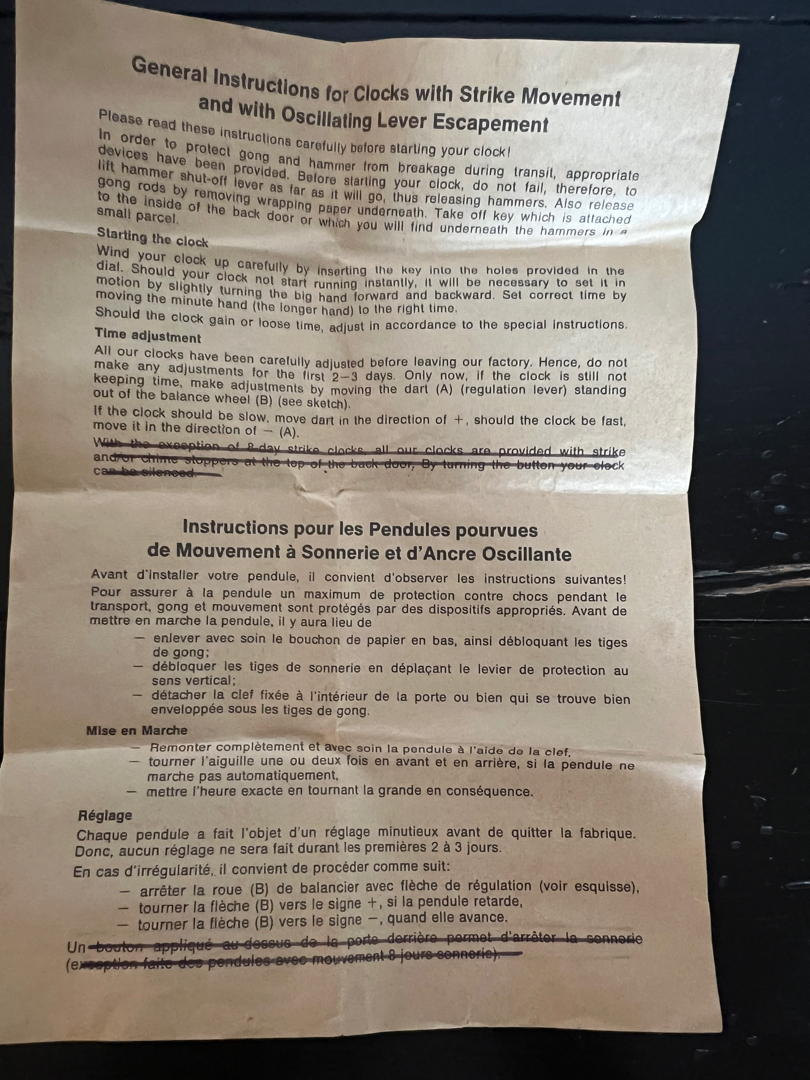 General Instructions for Clocks with Strike Movement
and with Oscillating Lever Escapement
Please read these instructions carefully before starting your clock!
In order to protect gong and hammer from breakage during transit, appropriate
devices have been provided. Before starting your clock, do not fail, therefore, to
lift hammer shut-off lever as far as it will go, thus releasing hammers. Also release
gong rods by removing wrapping paper underneath. Take off key which is attached
to the inside of the back door or which you will find underneath the hammers in a
small parcel.
Starting the clock
Wind your clock up carefully by inserting the key into the holes provided in the
dial. Should your clock not start running instantly, it will be necessary to set it in
motion by slightly turning the big hand forward and backward. Set correct time by
moving the minute hand (the longer hand) to the right time.
Should the clock gain or loose time, adjust in accordance to the special instructions.
Time adjustment
All our clocks have been carefully adjusted before leaving our factory. Hence, do not
make any adjustments for the first 2–3 days. Only now, if the clock is still not
keeping time, make adjustments by moving the dart (A) (regulation lever) standing
out of the balance wheel (B) (see sketch).
If the clock should be slow, move dart in the direction of +, should the clock be fast,
move it in the direction of − (A).
With the exception of 8-day strike clocks, all our clocks are provided with strike
and/or chime stoppers at the top of the back door, By turning the button your clock
can be silenced.
Instructions pour les Pendules pourvues
de Mouvement à Sonnerie et d'Ancre Oscillante
Avant d'installer votre pendule, il convient d'observer les instructions suivantes!
Pour assurer à la pendule un maximum de protection contre chocs pendant le
transport, gong et mouvement sont protégés par des dispositifs appropriés. Avant de
mettre en marche la pendule, il y aura lieu de
— enlever avec soin le bouchon de papier en bas, ainsi débloquant les tiges
de gong;
— débloquer les tiges de sonnerie en déplaçant le levier de protection au
sens vertical;
— détacher la clef fixée à l'intérieur de la porte ou bien qui se trouve bien
enveloppée sous les tiges de gong.
Mise en Marche
— Remonter complètement et avec soin la pendule à l'aide de la clef,
— tourner l'aiguille une ou deux fois en avant et en arrière, si la pendule ne
marche pas automatiquement,
— mettre l'heure exacte en tournant la grande en conséquence.
Réglage
Chaque pendule a fait l'objet d'un réglage minutieux avant de quitter la fabrique.
Donc, aucun réglage ne sera fait durant les premières 2 à 3 jours.
En cas d'irrégularité, il convient de procéder comme suit:
— arrêter la roue (B) de balancier avec flèche de régulation (voir esquisse),
— tourner la flèche (B) vers le signe +, si la pendule retarde,
— tourner la flèche (B) vers le signe −, quand elle avance.
Un bouton appliqué au-dessus de la porte derrière permet d'arrêter la sonnerie
(exception faite des pendules avec mouvement 8 jours sonnerie).